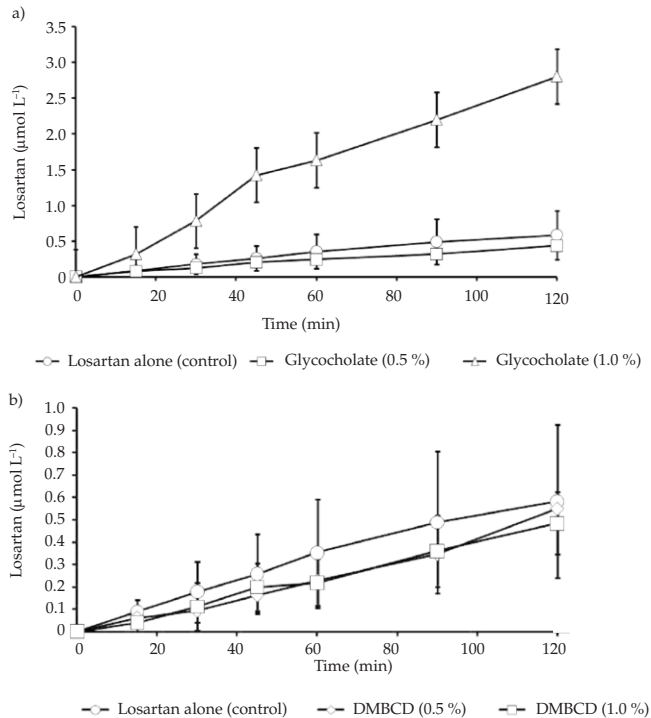 a)
3.5
3.0
2.5
2.0
1.5
1.0
0.5
0
Losartan (µmol L⁻¹)
0 20 40 60 80 100 120
Time (min)
Losartan alone (control) Glycocholate (0.5 %) Glycocholate (1.0 %)
b)
1.0
0.9
0.8
0.7
0.6
0.5
0.4
0.3
0.2
0.1
0
Losartan (µmol L⁻¹)
0 20 40 60 80 100 120
Time (min)
Losartan alone (control) DMBCD (0.5 %) DMBCD (1.0 %)